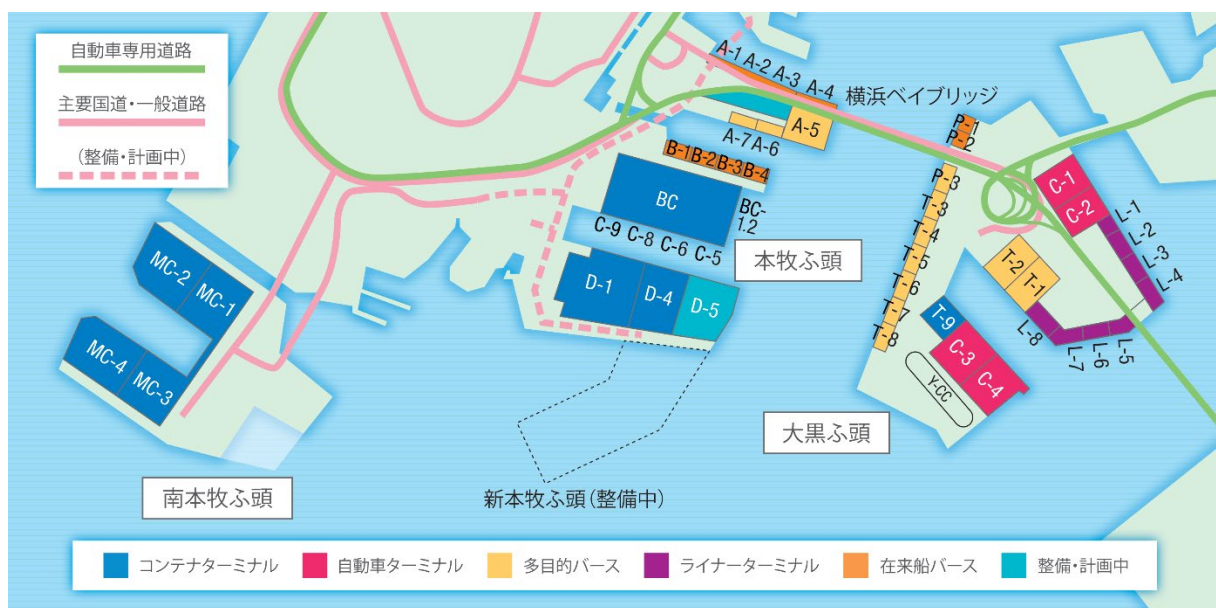 自動車専用道路
主要国道・一般道路
(整備・計画中)
A-1
A-2
A-3
A-4
横浜ベイブリッジ
A-5
A-7
A-6
B-1
B-2
B-3
B-4
BC
BC-
1.2
C-9
C-8
C-6
C-5
本牧ふ頭
D-1
D-4
D-5
MC-2
MC-1
MC-4
MC-3
南本牧ふ頭
新本牧ふ頭(整備中)
P-1
P-2
P-3
T-3
T-4
T-5
T-6
T-7
T-8
C-1
C-2
L-1
L-2
L-3
L-4
T-2
T-1
L-8
L-7
L-6
L-5
T-9
C-3
C-4
Y-CC
大黒ふ頭
コンテナターミナル
自動車ターミナル
多目的バース
ライナーターミナル
在来船バース
整備・計画中